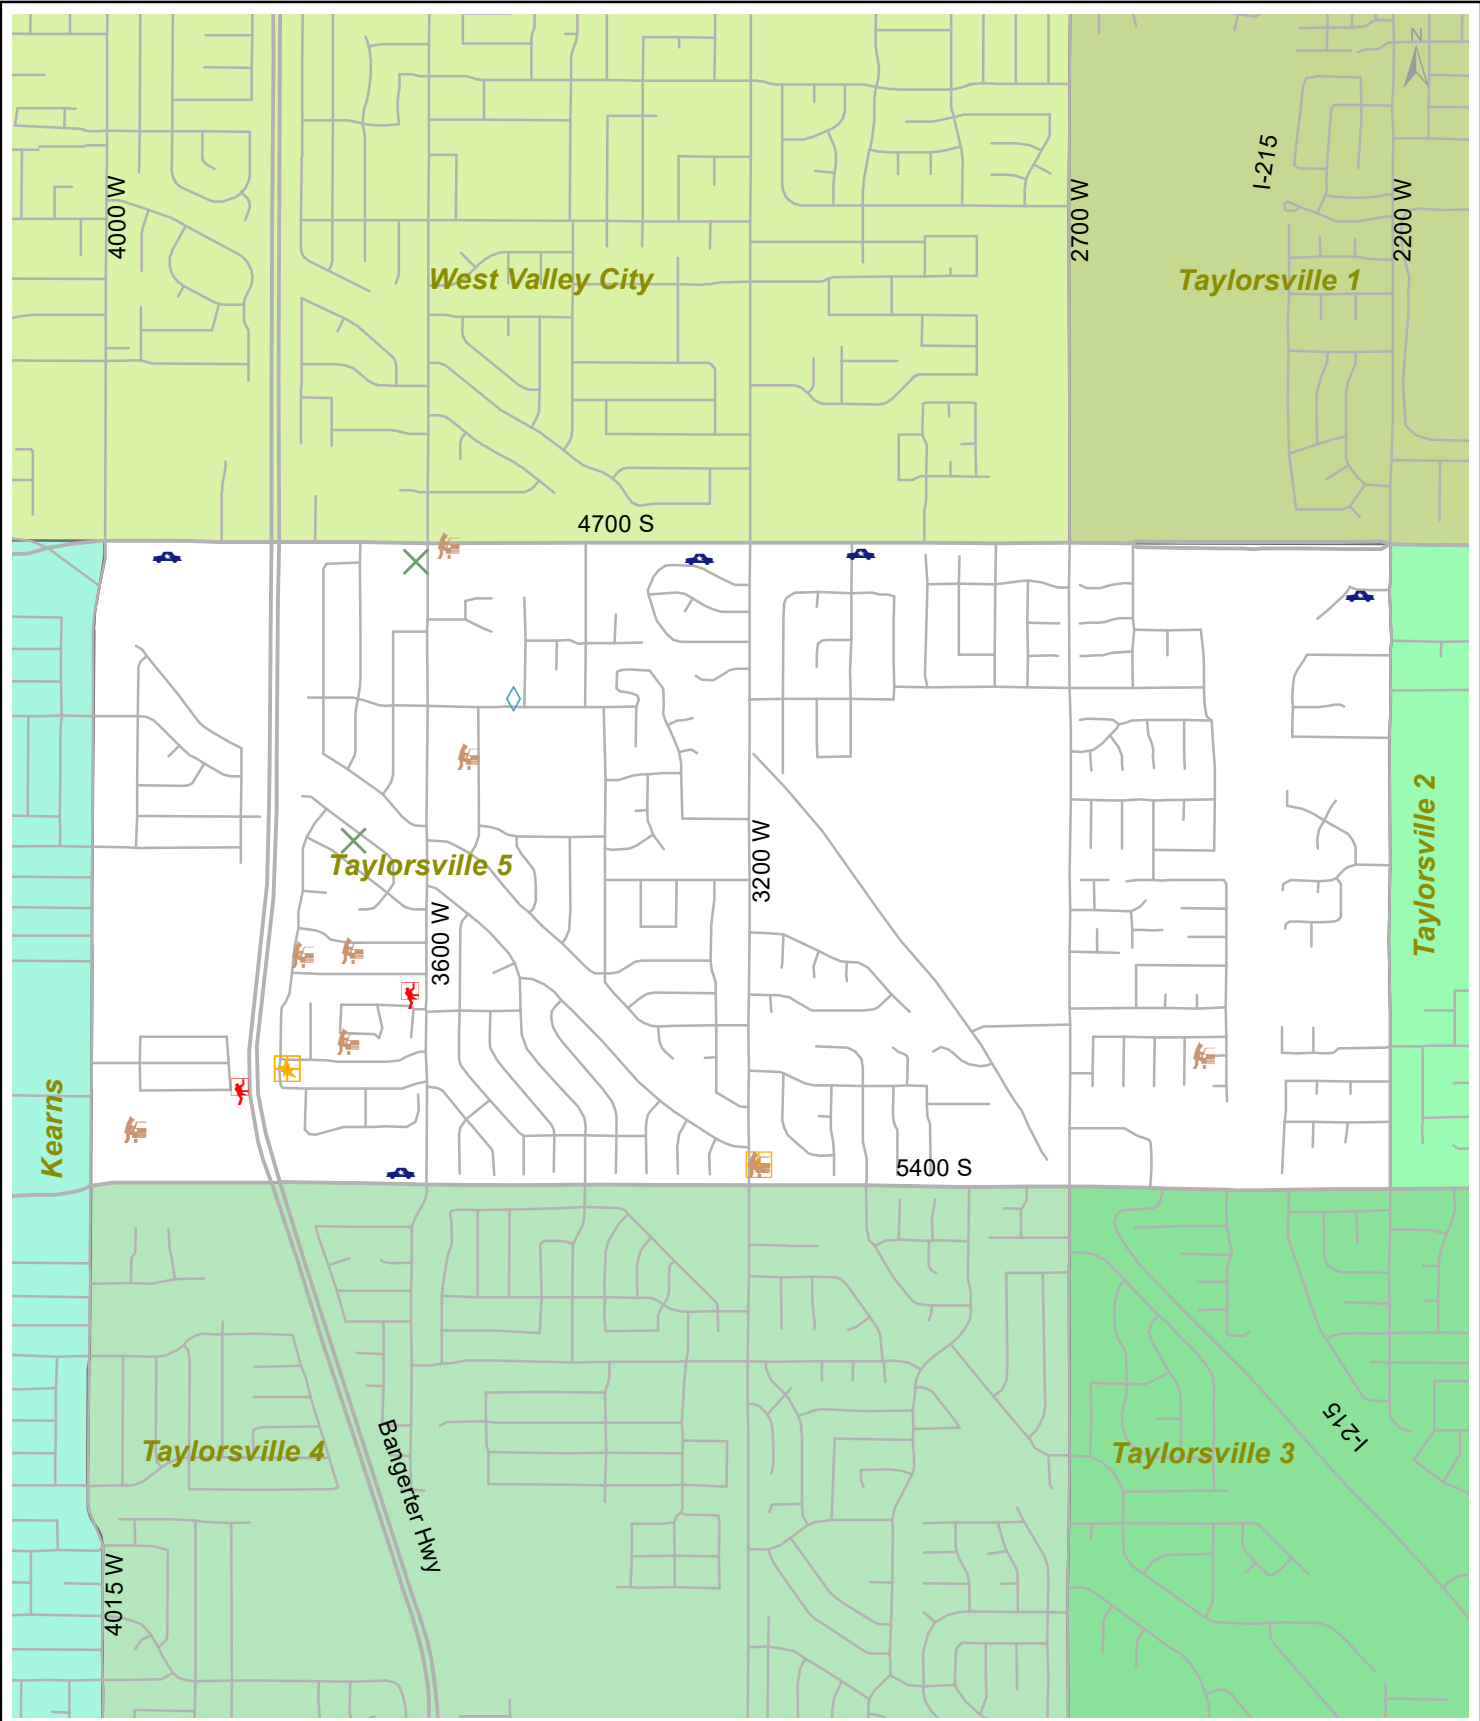 N
I-215
4000 W
2700 W
2200 W
West Valley City
Taylorsville 1
4700 S
Taylorsville 2
3200 W
Taylorsville 5
3600 W
Kearns
5400 S
Taylorsville 4
Bangerter Hwy
Taylorsville 3
I-215
4015 W